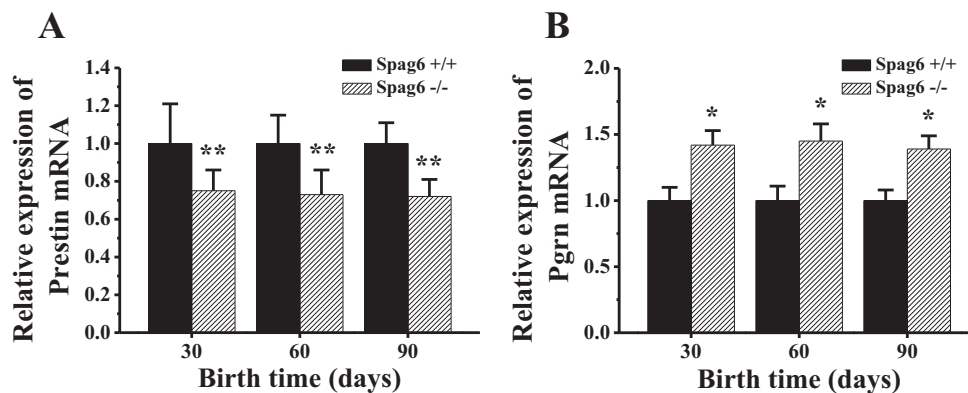 A
Spag6 +/+
Spag6 -/-
Relative expression of
Prestin mRNA
1.4
1.2
1.0
0.8
0.6
0.4
0.2
0.0
** ** **
30 60 90
Birth time (days)
B
Spag6 +/+
Spag6 -/-
Relative expression of
Pgrn mRNA
2.0
1.5
1.0
0.5
0.0
* * *
30 60 90
Birth time (days)